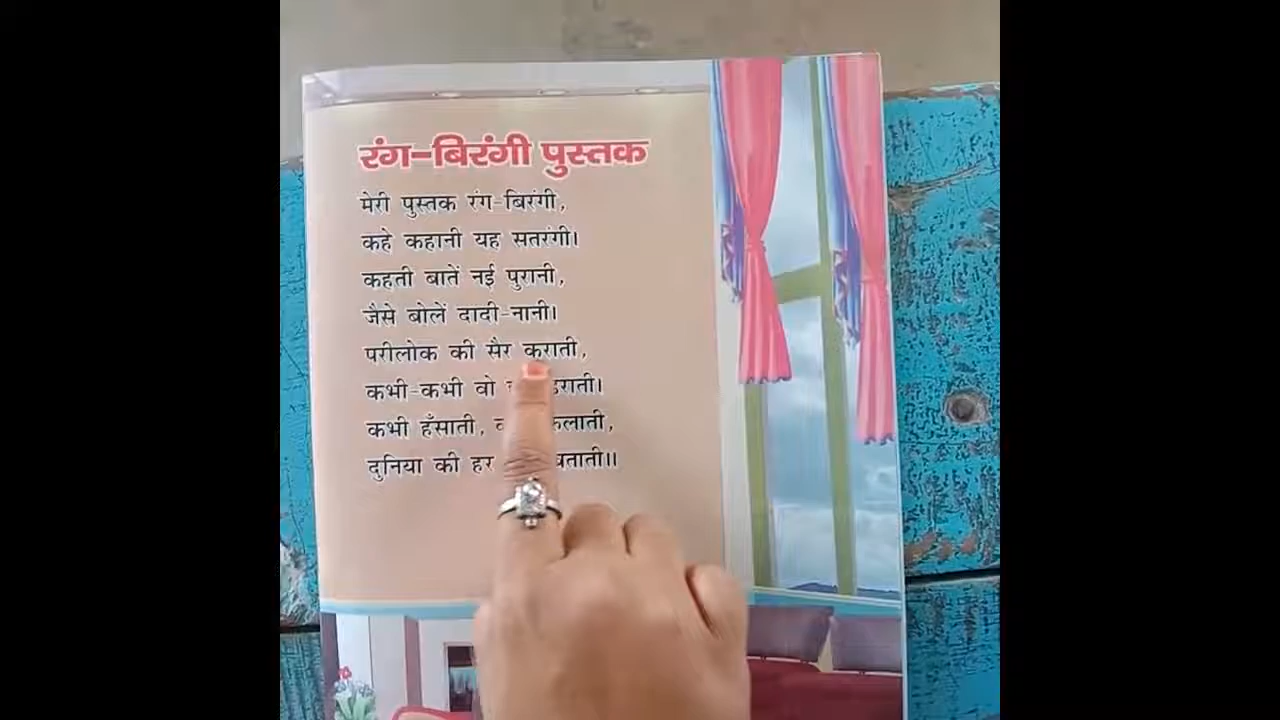 रंग-बिरंगी पुस्तक
मेरी पुस्तक रंग-बिरंगी,
कहे कहानी यह सतरंगी।
कहती बातें नई पुरानी,
जैसे बोलें दादी-नानी।
परीलोक की सैर कराती,
कभी-कभी वो
कभी हँसाती,
दुनिया की हर